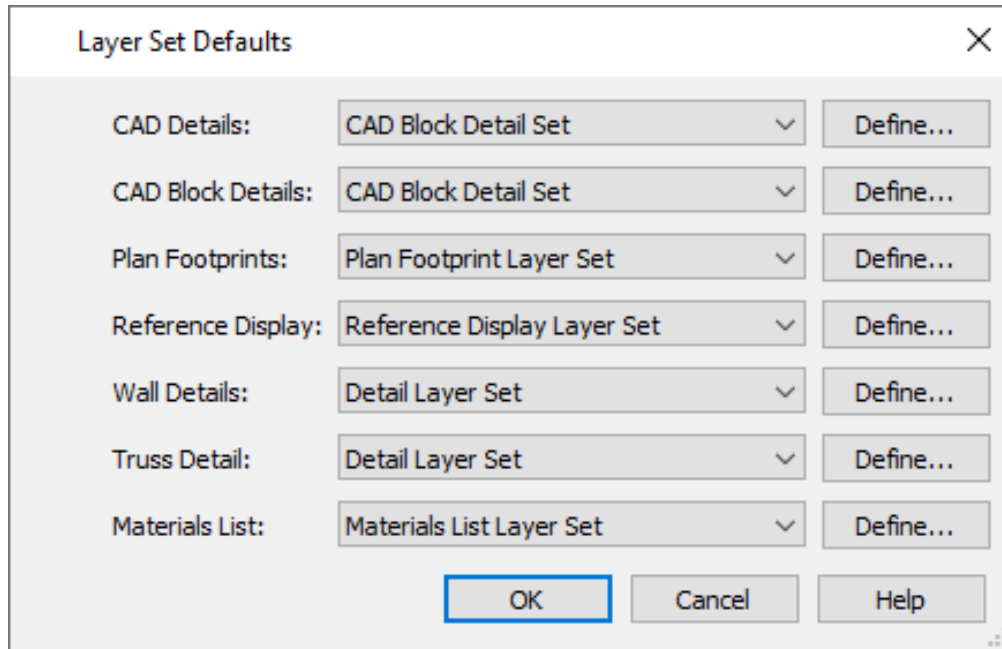 Layer Set Defaults
CAD Details: CAD Block Detail Set Define...
CAD Block Details: CAD Block Detail Set Define...
Plan Footprints: Plan Footprint Layer Set Define...
Reference Display: Reference Display Layer Set Define...
Wall Details: Detail Layer Set Define...
Truss Detail: Detail Layer Set Define...
Materials List: Materials List Layer Set Define...
OK Cancel Help